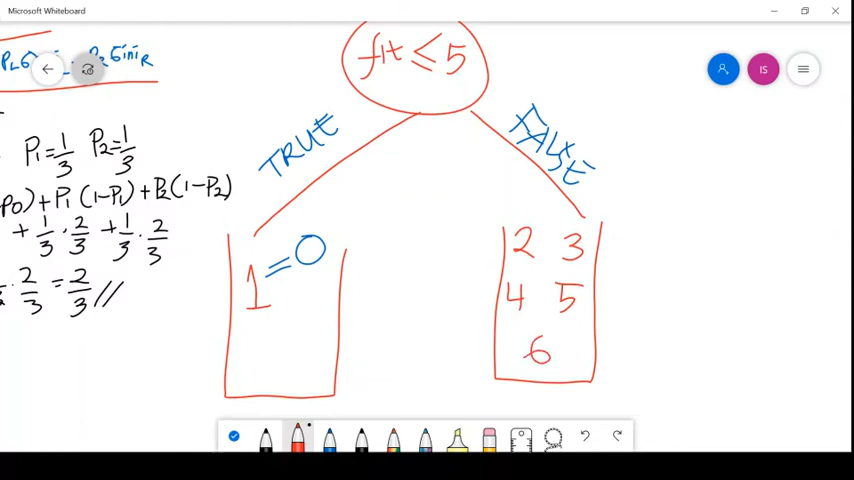 Microsoft Whiteboard
IS
f1t ≤ 5
TRUE
FALSE
P1 = 1/3 P2 = 1/3
P0) + P1 (1-P1) + P2 (1-P2)
+ 1/3 · 2/3 + 1/3 · 2/3
· 2/3 = 2/3 //
1 = 0
2 3
4 5
6